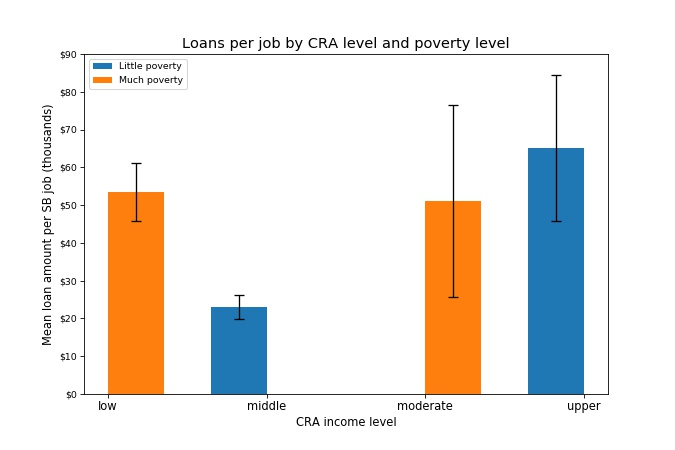 Loans per job by CRA level and poverty level
Little poverty
Much poverty
Mean loan amount per SB job (thousands)
$90
$80
$70
$60
$50
$40
$30
$20
$10
$0
low middle moderate upper
CRA income level